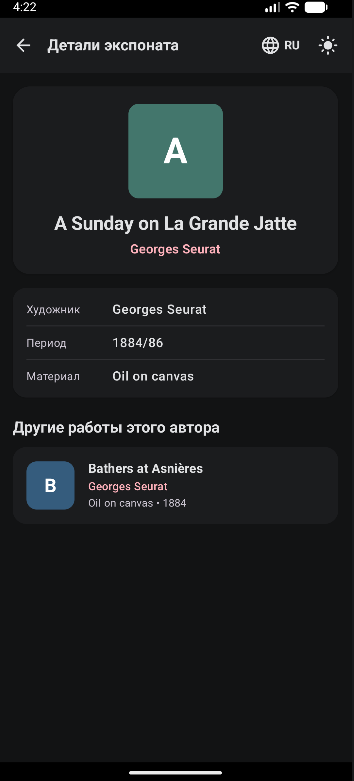 4:22
Детали экспоната
RU
A
A Sunday on La Grande Jatte
Georges Seurat
Художник Georges Seurat
Период 1884/86
Материал Oil on canvas
Другие работы этого автора
B
Bathers at Asnières
Georges Seurat
Oil on canvas • 1884